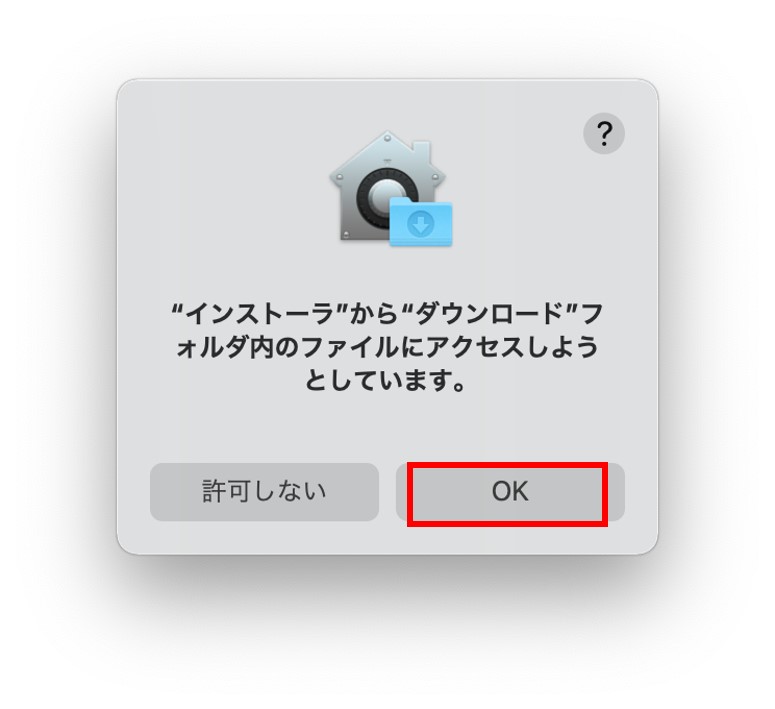 ?
“インストーラ”から“ダウンロード”フ
ォルダ内のファイルにアクセスしよう
としています。
許可しない
OK